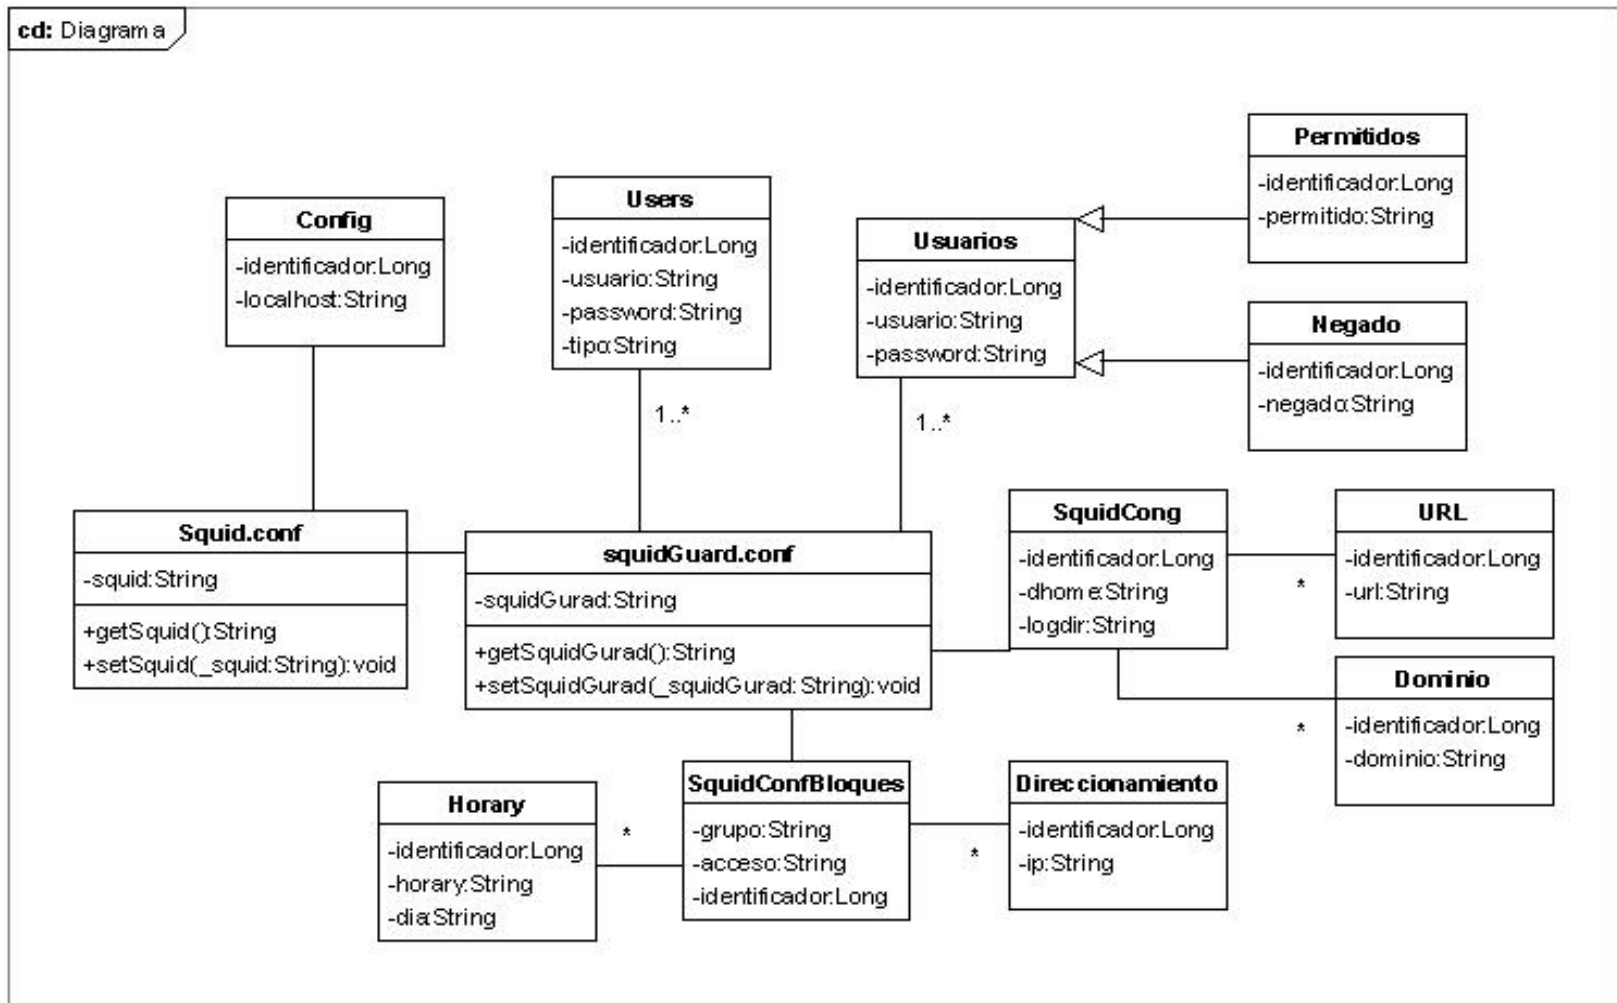 cd: Diagrama
Permitidos
-identificador:Long
-permitido:String
Users
-identificador:Long
-usuario:String
-password:String
-tipo:String
Config
-identificador:Long
-localhost:String
Usuarios
-identificador:Long
-usuario:String
-password:String
Negado
-identificador:Long
-negado:String
1..*
1..*
Squid.conf
-squid:String
+getSquid():String
+setSquid(_squid:String):void
squidGuard.conf
-squidGurad:String
+getSquidGurad():String
+setSquidGurad(_squidGurad:String):void
SquidCong
-identificador:Long
-dhome:String
-logdir:String
URL
-identificador:Long
-url:String
*
Dominio
-identificador:Long
-dominio:String
*
Horary
-identificador:Long
-horary:String
-dia:String
*
SquidConfBloques
-grupo:String
-acceso:String
-identificador:Long
*
Direccionamiento
-identificador:Long
-ip:String